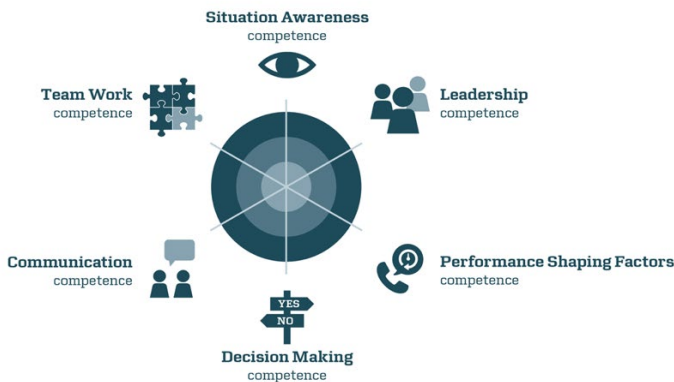 Situation Awareness
competence
Team Work
competence
Leadership
competence
Communication
competence
Performance Shaping Factors
competence
YES
NO
Decision Making
competence